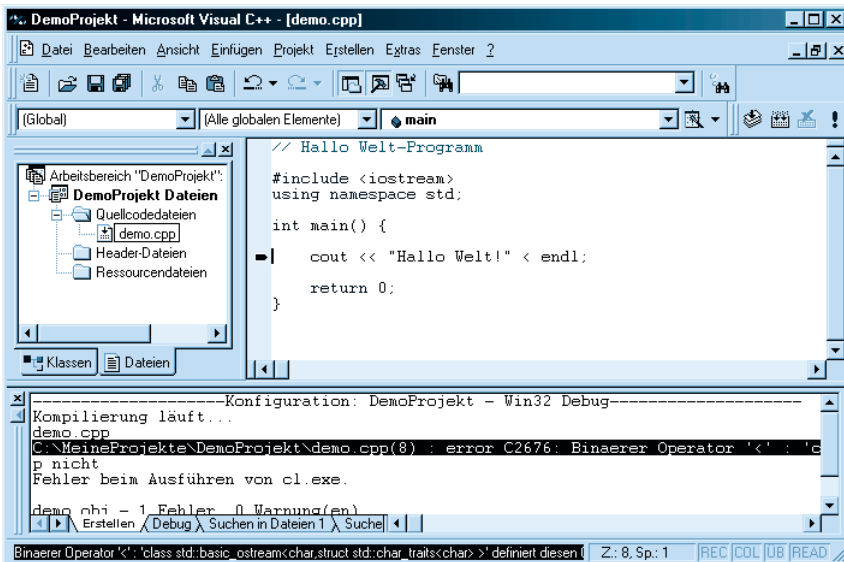 DemoProjekt - Microsoft Visual C++ - [demo.cpp]
Datei Bearbeiten Ansicht Einfügen Projekt Erstellen Extras Fenster ?
(Global) (Alle globalen Elemente) main
Arbeitsbereich "DemoProjekt":
DemoProjekt Dateien
Quellcodedateien
demo.cpp
Header-Dateien
Ressourcendateien
Klassen Dateien
// Hallo Welt-Programm
#include <iostream>
using namespace std;
int main() {
cout << "Hallo Welt!" < endl;
return 0;
}
--------------------Konfiguration: DemoProjekt - Win32 Debug--------------------
Kompilierung läuft...
demo.cpp
C:\MeineProjekte\DemoProjekt\demo.cpp(8) : error C2676: Binaerer Operator '<' : 'c
p nicht
Fehler beim Ausführen von cl.exe.
demo.obj - 1 Fehler, 0 Warnung(en)
Erstellen Debug Suchen in Dateien 1 Suche
Binaerer Operator '<' : 'class std::basic_ostream<char,struct std::char_traits<char> >' definiert diesen Z.: 8, Sp.: 1 REC COL ÜB READ